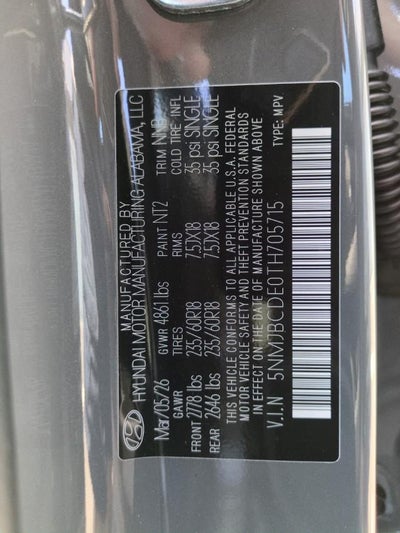 MANUFACTURED BY
HYUNDAI MOTOR MANUFACTURING ALABAMA, LLC
Mar/05/26 GVWR 4861 lbs PAINT NT2 TRIM NNB
GAWR TIRES RIMS COLD TIRE INFL
FRONT 2778 lbs 235/60R18 7.5JX18 35 psi SINGLE
REAR 2646 lbs 235/60R18 7.5JX18 35 psi SINGLE
THIS VEHICLE CONFORMS TO ALL APPLICABLE U.S.A. FEDERAL
MOTOR VEHICLE SAFETY AND THEFT PREVENTION STANDARDS
IN EFFECT ON THE DATE OF MANUFACTURE SHOWN ABOVE
V.I.N 5NMJBCDE0TH705715 TYPE: MPV